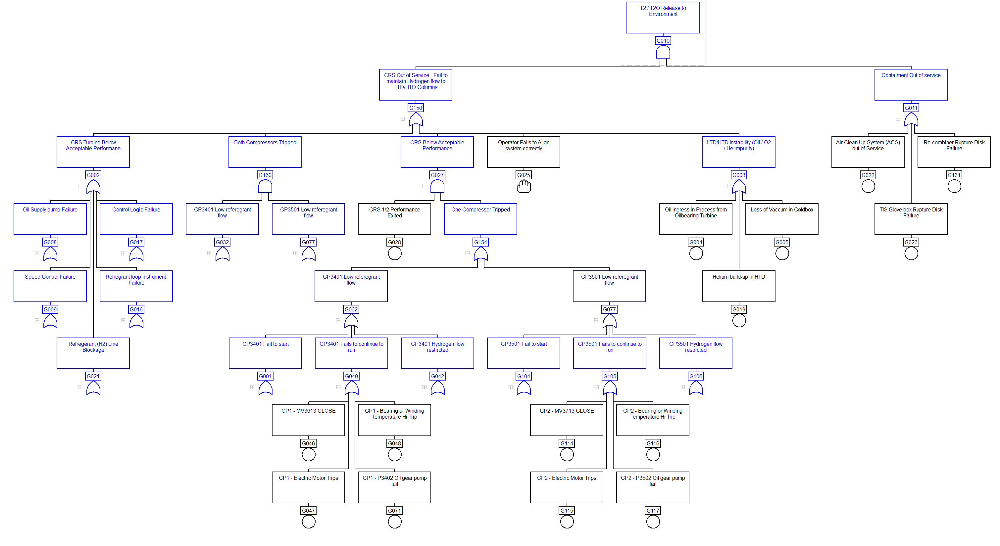 T2 / T2O Release to
Environment
G010
CRS Out of Service - Fail to
maintain Hydrogen flow to
LTD/HTD Columns
G150
Contaiment Out of service
G011
CRS Turbine Below
Acceptable Performane
G002
Both Compressors Tripped
G160
CRS Below Acceptable
Performance
G027
Operator Fails to Align
system correctly
G025
LTD/HTD Instability (Oil / O2
/ He impurity)
G003
Air Clean Up System (ACS)
out of Service
G022
Re-combiner Rupture Disk
Failure
G131
Oil Supply pump Failure
G008
Control Logic Failure
G017
CP3401 Low referegrant
flow
G032
CP3501 Low referegrant
flow
G077
CRS 1/2 Performance
Exited
G028
One Compressor Tripped
G154
Oil ingress in Process from
Oilbearing Turbine
G004
Loss of Vaccum in Coldbox
G005
TIS Glove box Rupture Disk
Failure
G023
Speed Control Failure
G009
Refregrant loop instrument
Failure
G016
CP3401 Low referegrant
flow
G032
CP3501 Low referegrant
flow
G077
Helium build-up in HTD
G019
Refregerant (H2) Line
Blockage
G021
CP3401 Fail to start
G001
CP3401 Fails to continue to
run
G040
CP3401 Hydrogen flow
restricted
G042
CP3501 Fail to start
G104
CP3501 Fails to continue to
run
G105
CP3501 Hydrogen flow
restricted
G106
CP1 - MV3613 CLOSE
G046
CP1 - Bearing or Winding
Temperature Hi Trip
G048
CP2 - MV3713 CLOSE
G114
CP2 - Bearing or Winding
Temperature Hi Trip
G116
CP1 - Electric Motor Trips
G047
CP1 - P3402 Oil gear pump
fail
G071
CP2 - Electric Motor Trips
G115
CP2 - P3502 Oil gear pump
fail
G117